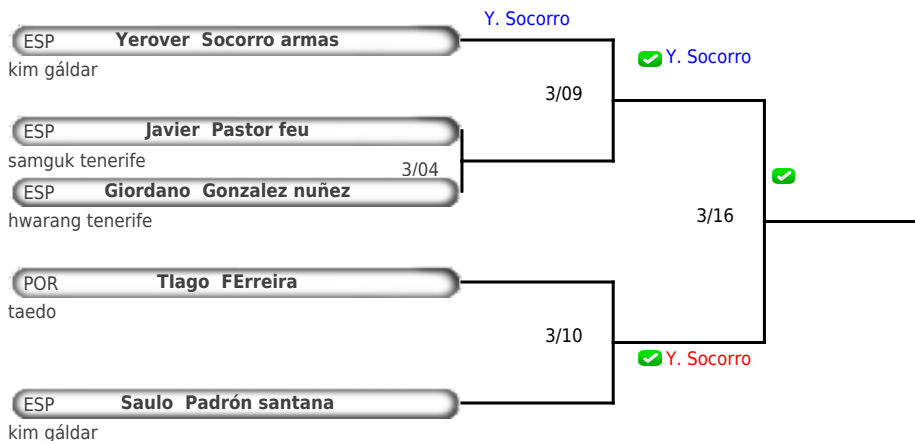 Y. Socorro
ESP Yerover Socorro armas
kim gáldar
Y. Socorro
3/09
ESP Javier Pastor feu
samguk tenerife
3/04
ESP Giordano Gonzalez nuñez
hwarang tenerife
3/16
POR TIago FErreira
taedo
3/10
Y. Socorro
ESP Saulo Padrón santana
kim gáldar